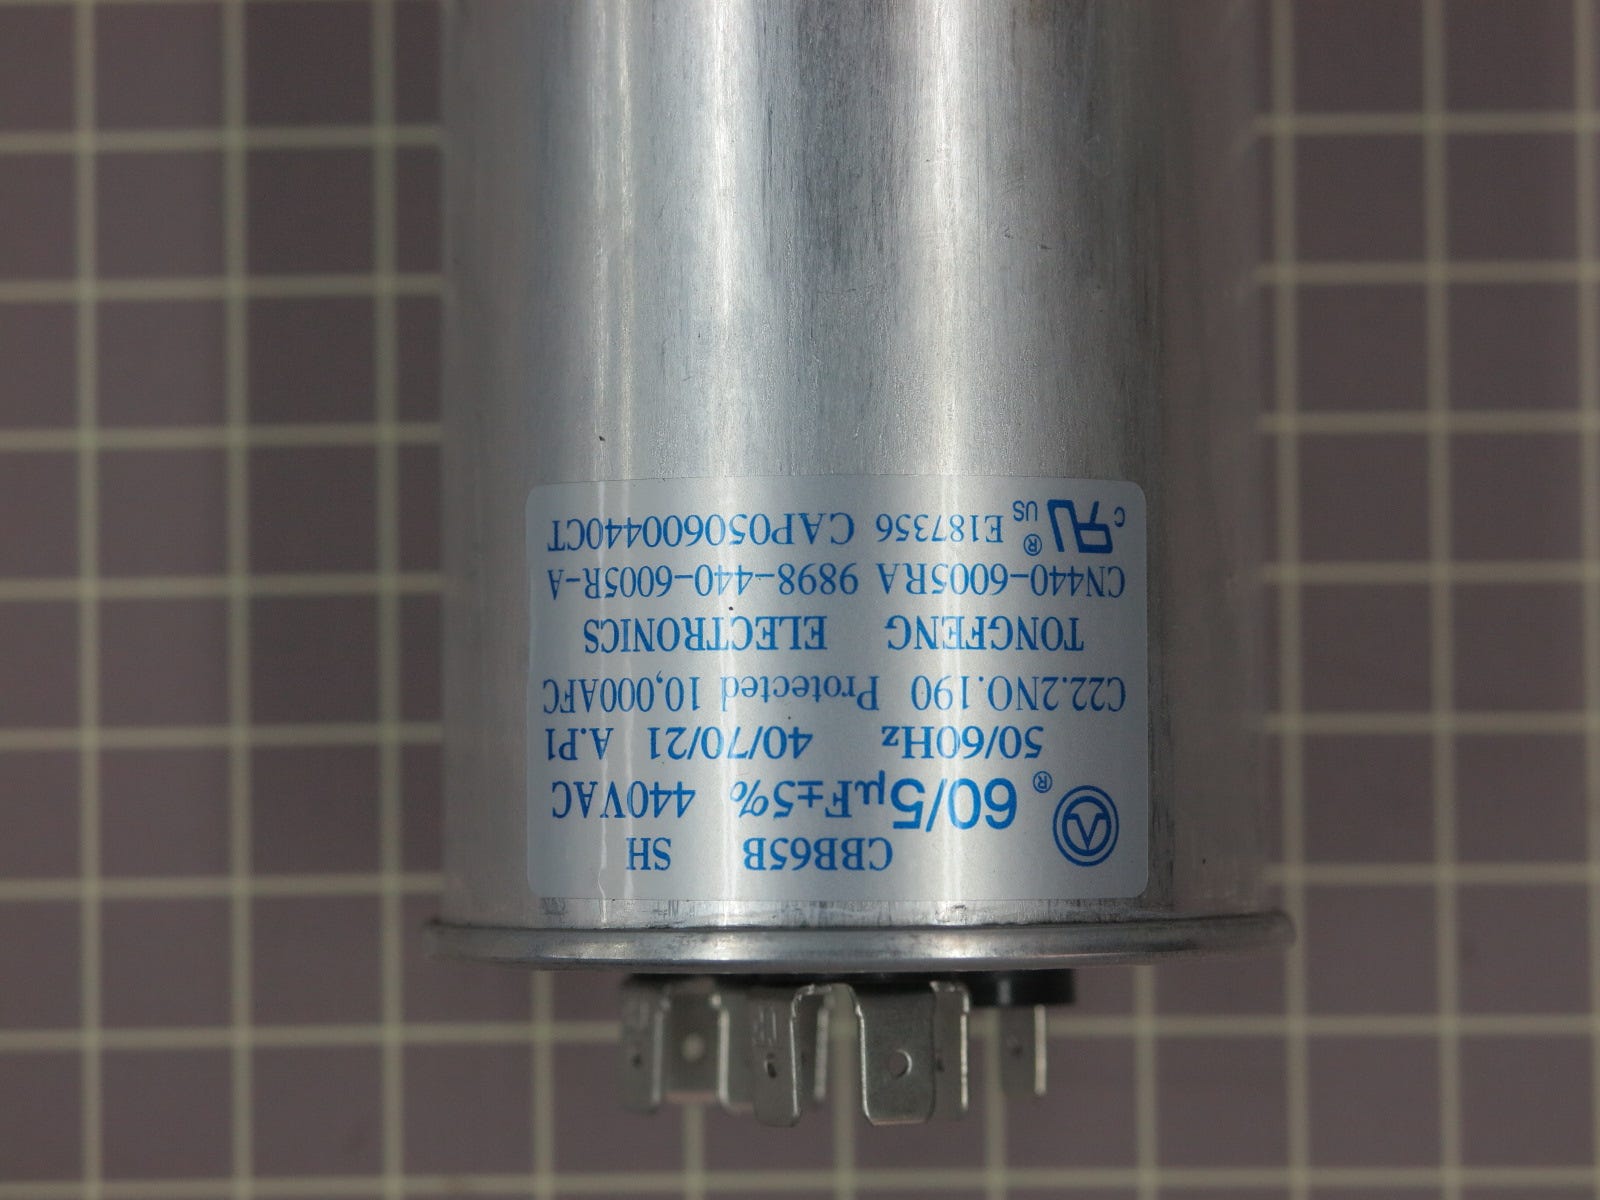 CBB65B SH
60/5µF±5% 440VAC
®
50/60Hz 40/70/21 A.P1
C22.2NO.190 Protected 10,000AFC
TONGFENG ELECTRONICS
CN440-6005RA 9898-440-6005R-A
c RU US ® E187356 CAP050600440CT